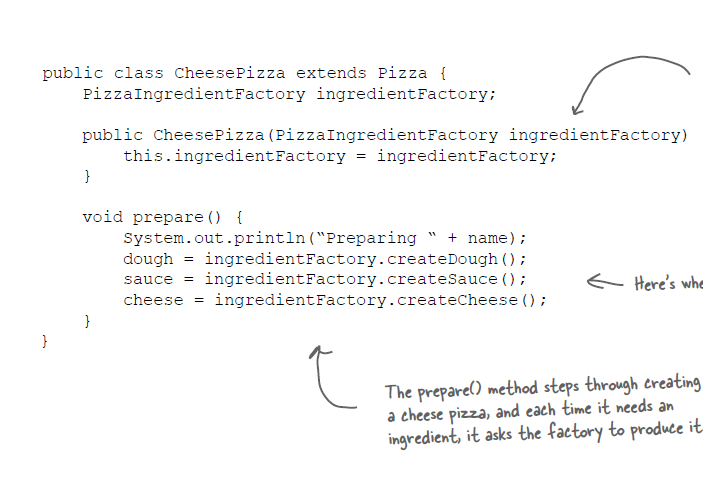 public class CheesePizza extends Pizza {
PizzaIngredientFactory ingredientFactory;
public CheesePizza(PizzaIngredientFactory ingredientFactory)
this.ingredientFactory = ingredientFactory;
}
void prepare() {
System.out.println(“Preparing “ + name);
dough = ingredientFactory.createDough();
sauce = ingredientFactory.createSauce();
cheese = ingredientFactory.createCheese();
}
}
Here's whe
The prepare() method steps through creating
a cheese pizza, and each time it needs an
ingredient, it asks the factory to produce it